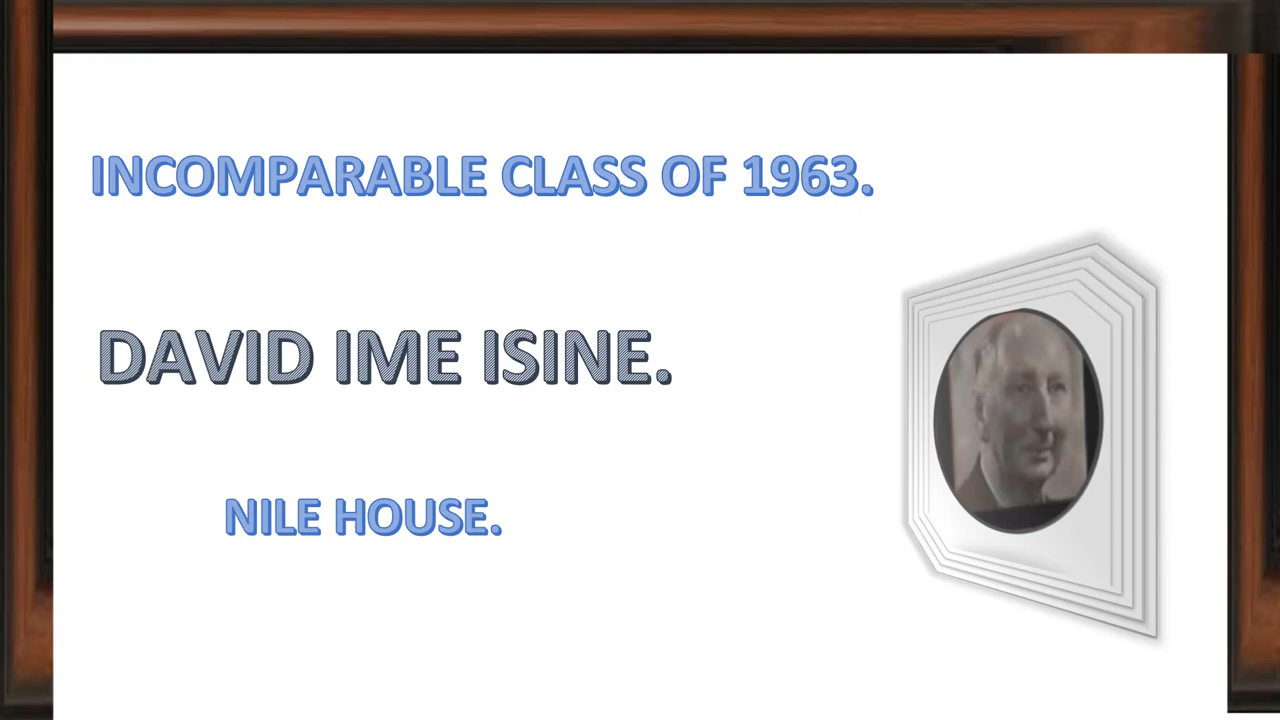 INCOMPARABLE CLASS OF 1963.
DAVID IME ISINE.
NILE HOUSE.